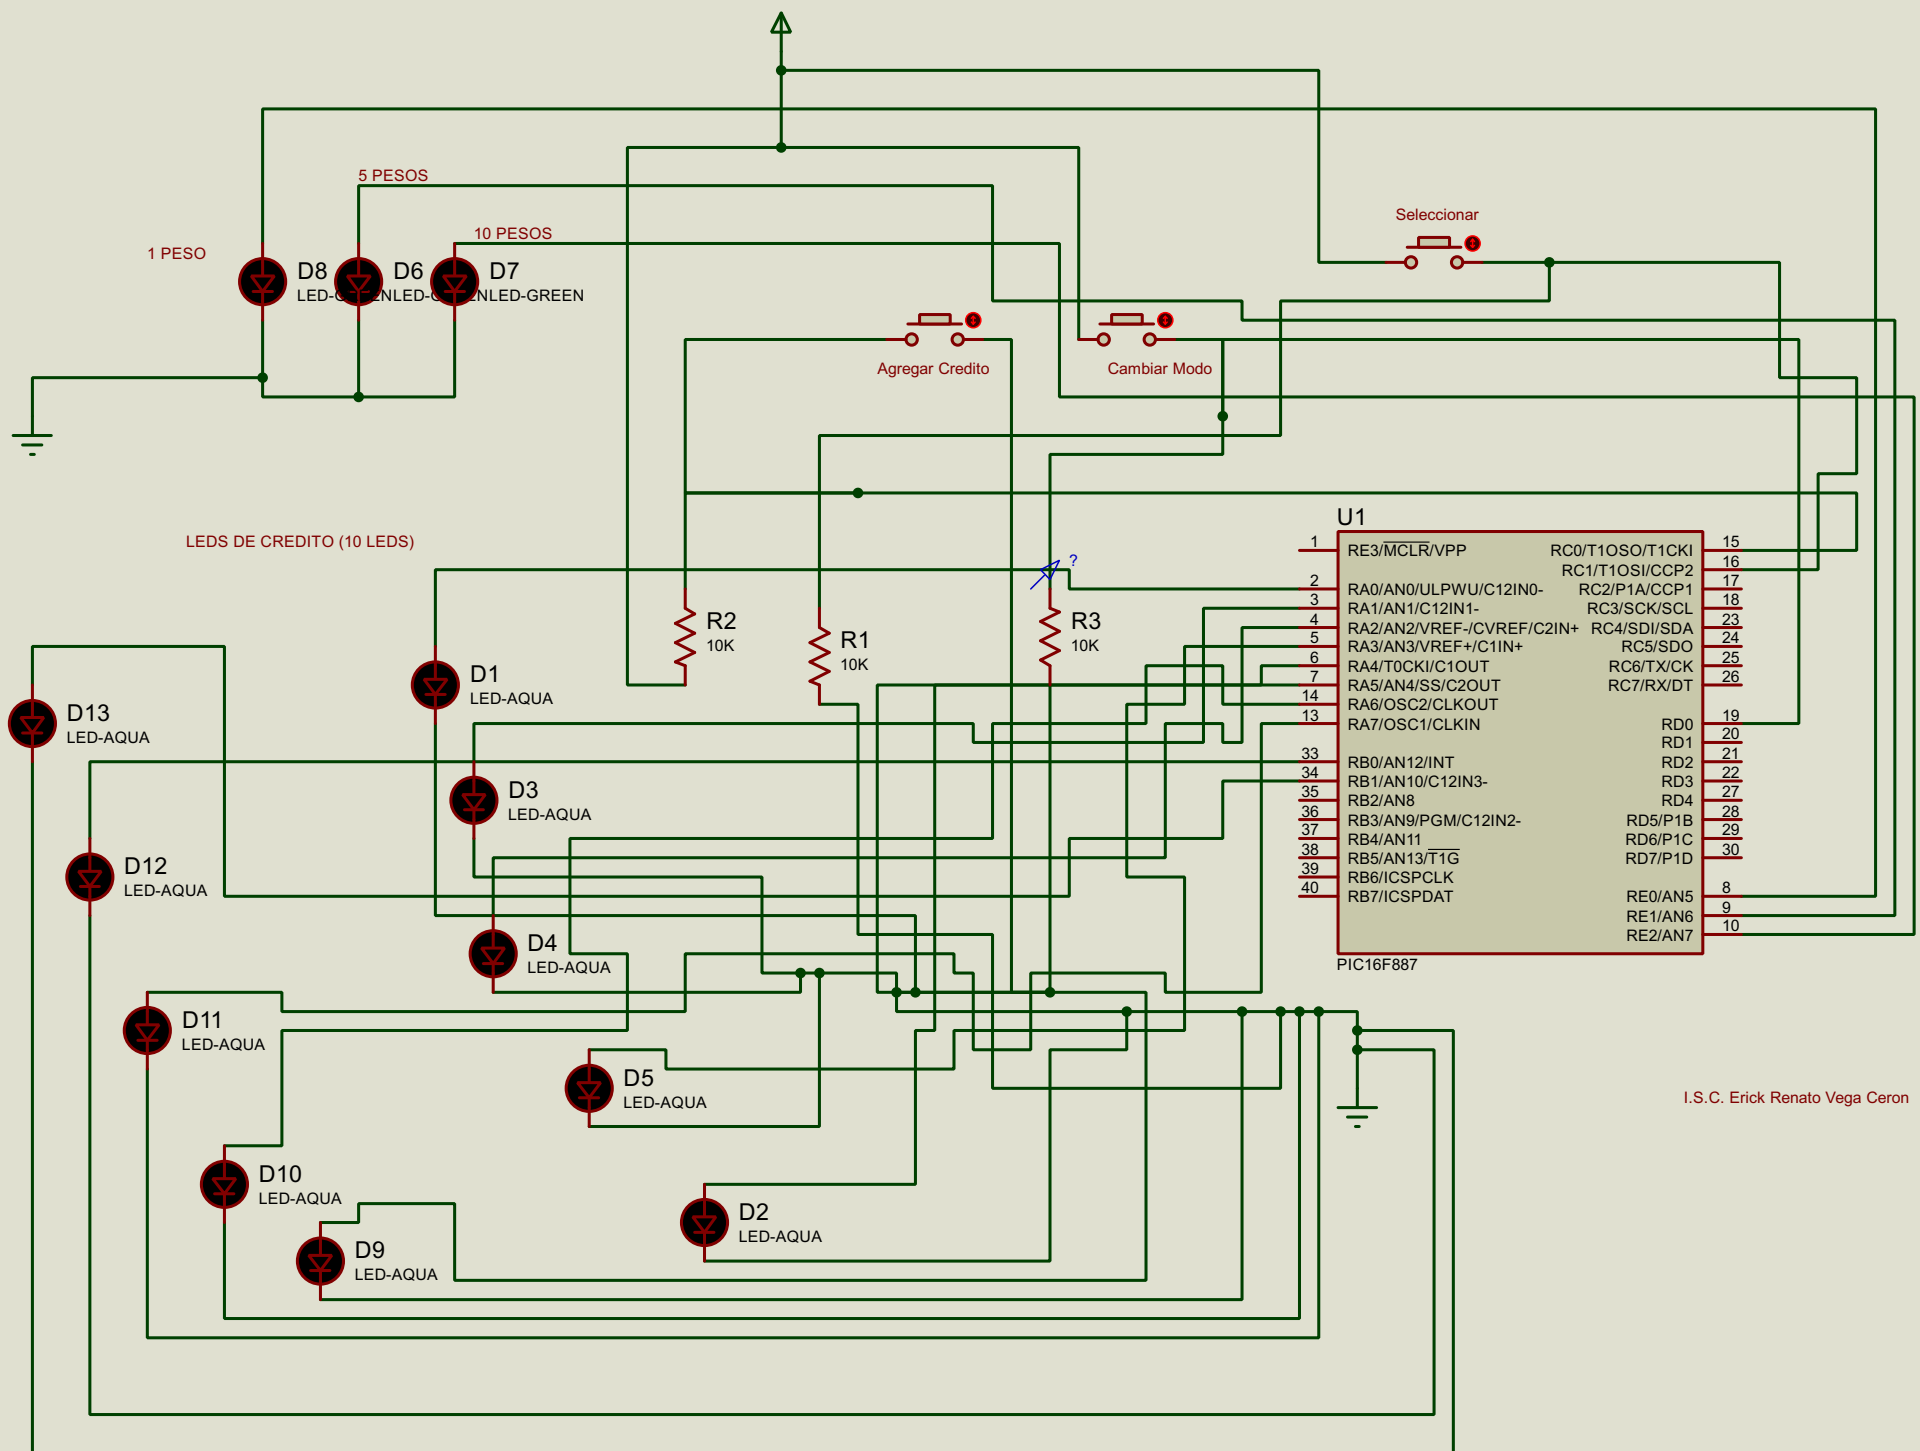 5 PESOS
10 PESOS
1 PESO
D8
D6
D7
LED-GREEN
Seleccionar
Agregar Credito
Cambiar Modo
LEDS DE CREDITO (10 LEDS)
R2
10K
R1
10K
R3
10K
?
D1
LED-AQUA
D13
LED-AQUA
D3
LED-AQUA
D12
LED-AQUA
D4
LED-AQUA
D11
LED-AQUA
D5
LED-AQUA
D10
LED-AQUA
D2
LED-AQUA
D9
LED-AQUA
U1
1 RE3/MCLR/VPP RC0/T1OSO/T1CKI 15
RC1/T1OSI/CCP2 16
2 RA0/AN0/ULPWU/C12IN0- RC2/P1A/CCP1 17
3 RA1/AN1/C12IN1- RC3/SCK/SCL 18
4 RA2/AN2/VREF-/CVREF/C2IN+ RC4/SDI/SDA 23
5 RA3/AN3/VREF+/C1IN+ RC5/SDO 24
6 RA4/T0CKI/C1OUT RC6/TX/CK 25
7 RA5/AN4/SS/C2OUT RC7/RX/DT 26
14 RA6/OSC2/CLKOUT
13 RA7/OSC1/CLKIN RD0 19
RD1 20
33 RB0/AN12/INT RD2 21
34 RB1/AN10/C12IN3- RD3 22
35 RB2/AN8 RD4 27
36 RB3/AN9/PGM/C12IN2- RD5/P1B 28
37 RB4/AN11 RD6/P1C 29
38 RB5/AN13/T1G RD7/P1D 30
39 RB6/ICSPCLK
40 RB7/ICSPDAT RE0/AN5 8
RE1/AN6 9
RE2/AN7 10
PIC16F887
I.S.C. Erick Renato Vega Ceron